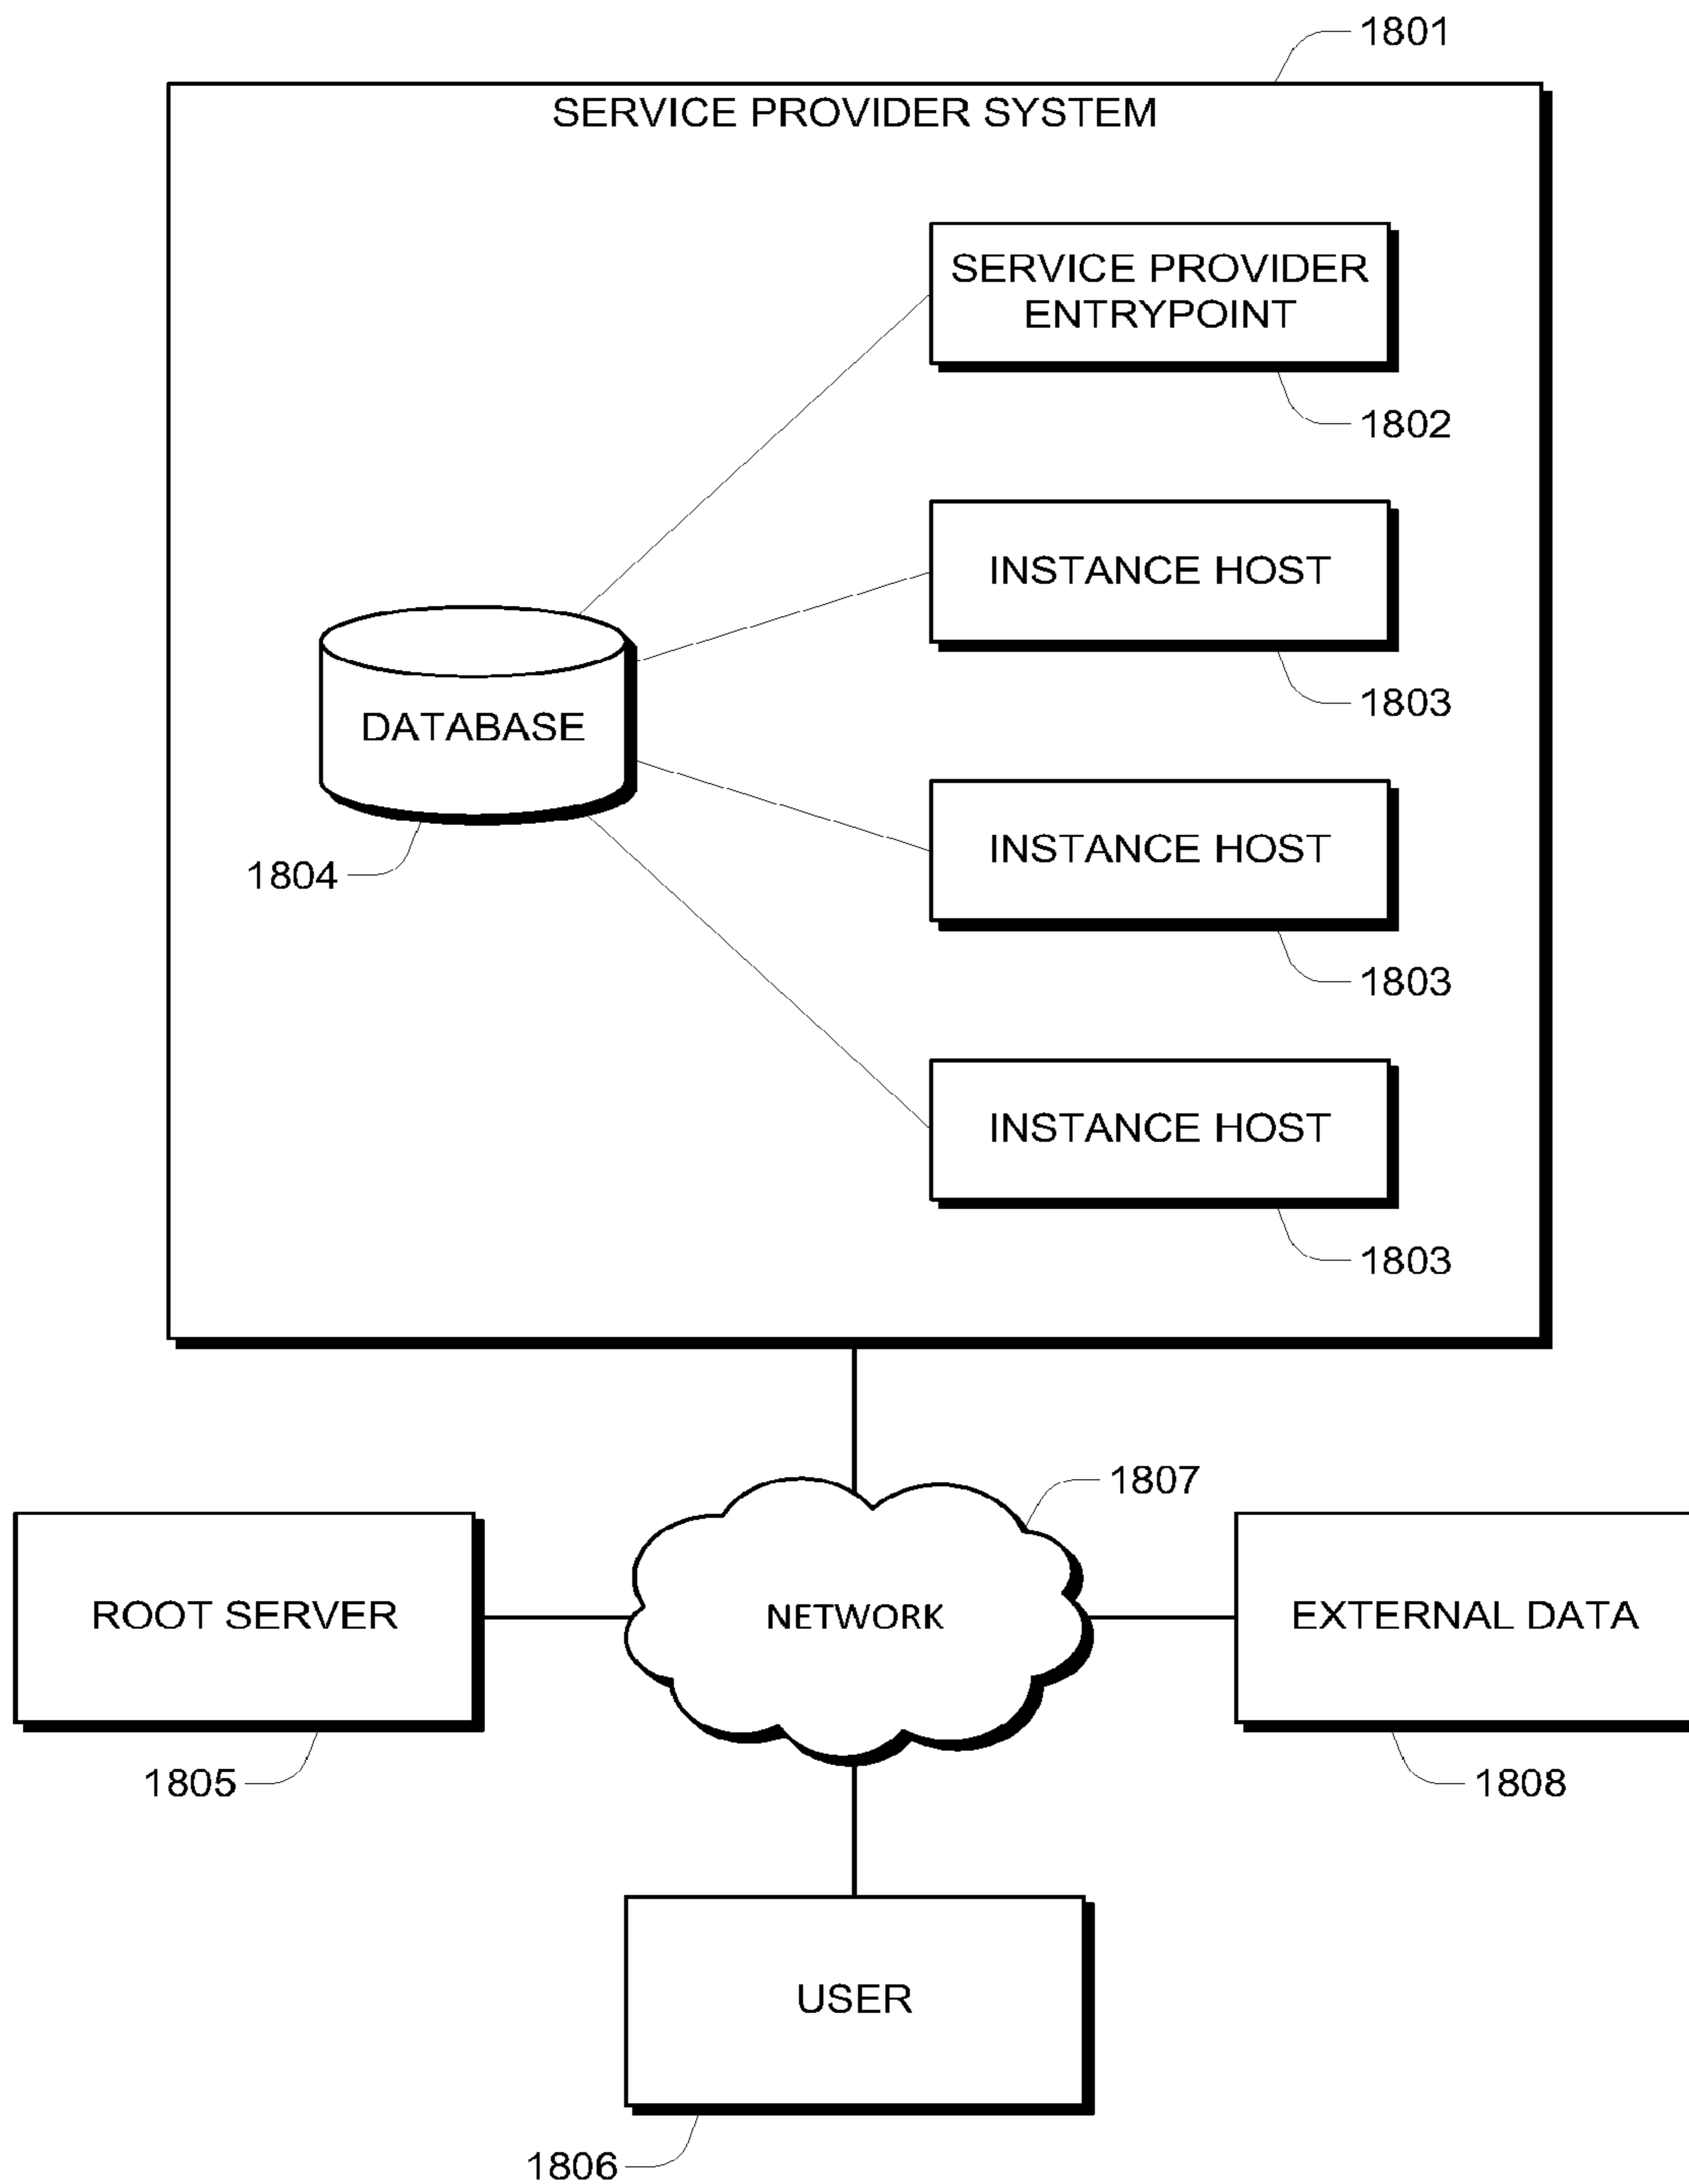 1801
SERVICE PROVIDER SYSTEM
SERVICE PROVIDER
ENTRYPOINT
1802
INSTANCE HOST
1803
DATABASE
1804
INSTANCE HOST
1803
INSTANCE HOST
1803
1807
ROOT SERVER
NETWORK
EXTERNAL DATA
1805
1808
USER
1806